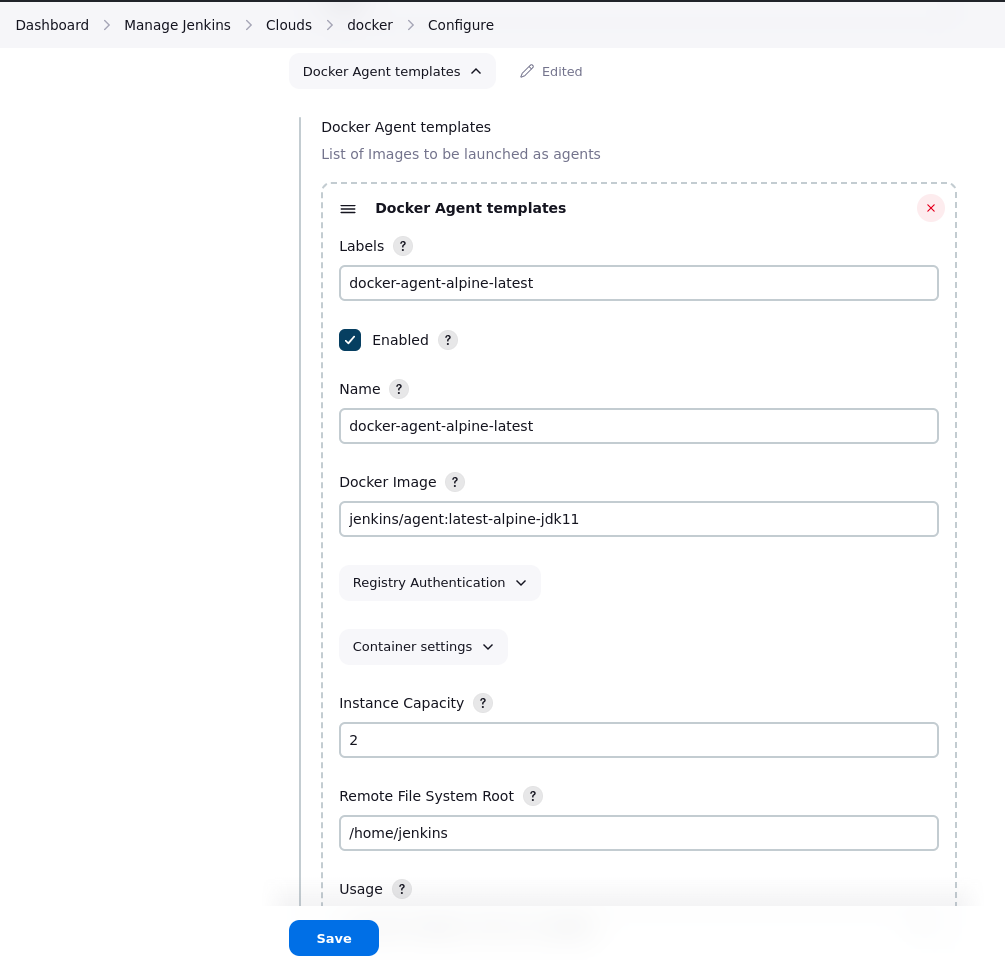 Dashboard > Manage Jenkins > Clouds > docker > Configure
Docker Agent templates Edited
Docker Agent templates
List of Images to be launched as agents
Docker Agent templates
Labels ?
docker-agent-alpine-latest
Enabled ?
Name ?
docker-agent-alpine-latest
Docker Image ?
jenkins/agent:latest-alpine-jdk11
Registry Authentication
Container settings
Instance Capacity ?
2
Remote File System Root ?
/home/jenkins
Usage ?
Save